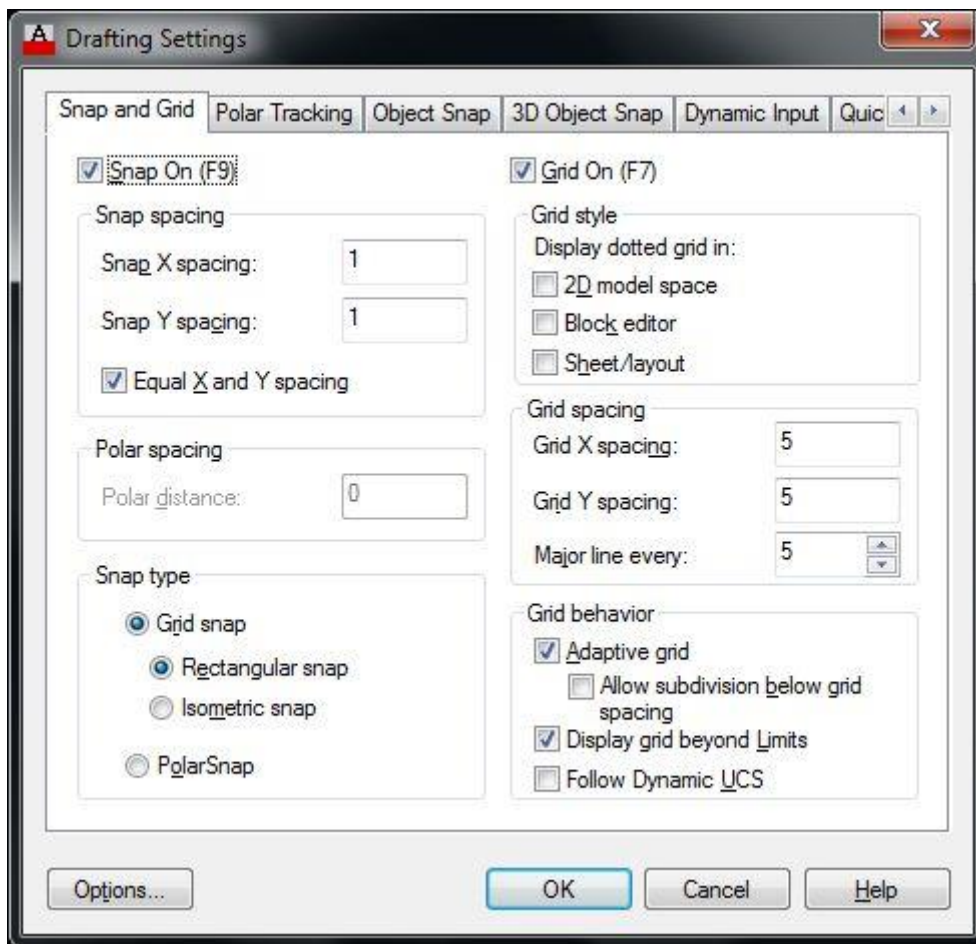 Drafting Settings
Snap and Grid Polar Tracking Object Snap 3D Object Snap Dynamic Input Quic
Snap On (F9)
Snap spacing
Snap X spacing: 1
Snap Y spacing: 1
Equal X and Y spacing
Polar spacing
Polar distance: 0
Snap type
Grid snap
Rectangular snap
Isometric snap
PolarSnap
Grid On (F7)
Grid style
Display dotted grid in:
2D model space
Block editor
Sheet/layout
Grid spacing
Grid X spacing: 5
Grid Y spacing: 5
Major line every: 5
Grid behavior
Adaptive grid
Allow subdivision below grid
spacing
Display grid beyond Limits
Follow Dynamic UCS
Options... OK Cancel Help